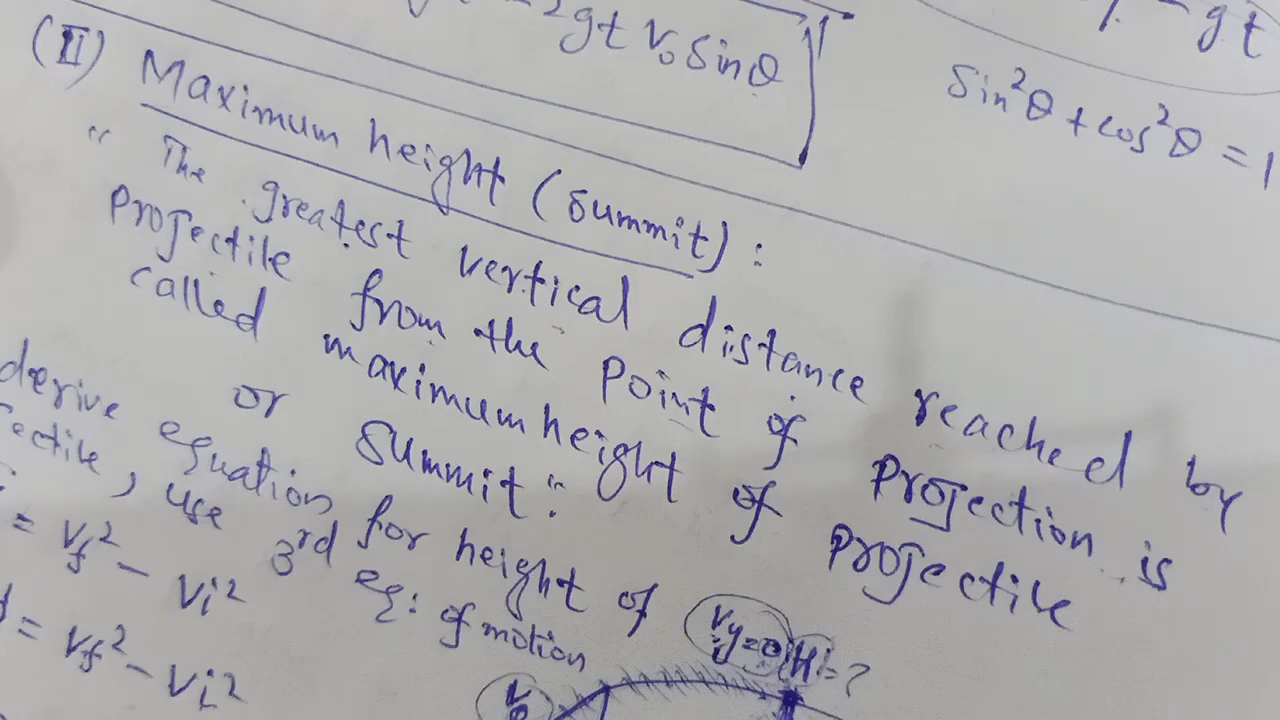 2gt V₀ Sinθ
gt
Sin²θ + cos²θ = 1
(II) Maximum height (Summit) :
" The greatest vertical distance reached by
Projectile from the Point of Projection is
called maximum height of Projectile
or Summit ":
derive equation for height of
ectile, use 3rd eq: of motion
= Vf² - Vi²
= Vf² - Vi²
Vy=0 H=?